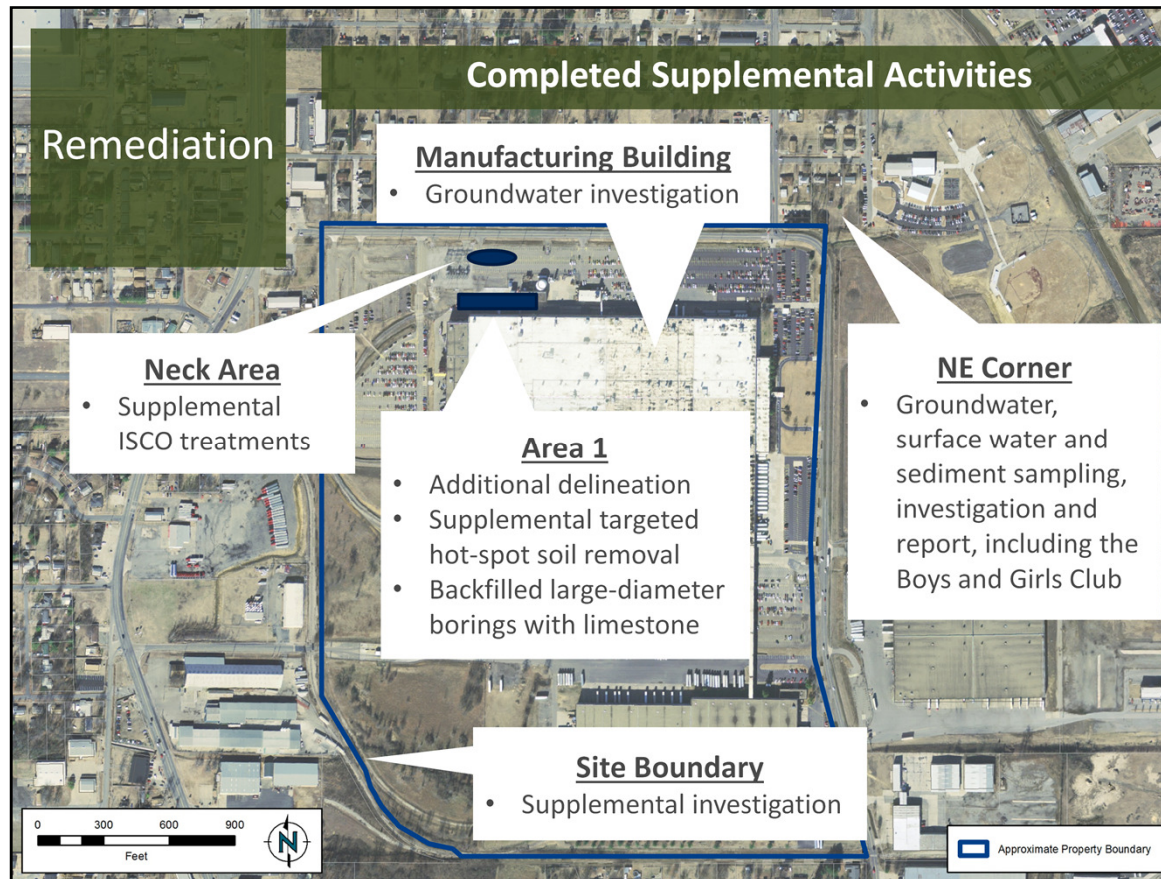 Remediation
Completed Supplemental Activities
Manufacturing Building
• Groundwater investigation
Neck Area
• Supplemental
ISCO treatments
Area 1
• Additional delineation
• Supplemental targeted
hot-spot soil removal
• Backfilled large-diameter
borings with limestone
NE Corner
• Groundwater,
surface water and
sediment sampling,
investigation and
report, including the
Boys and Girls Club
Site Boundary
• Supplemental investigation
0 300 600 900
Feet
N
Approximate Property Boundary